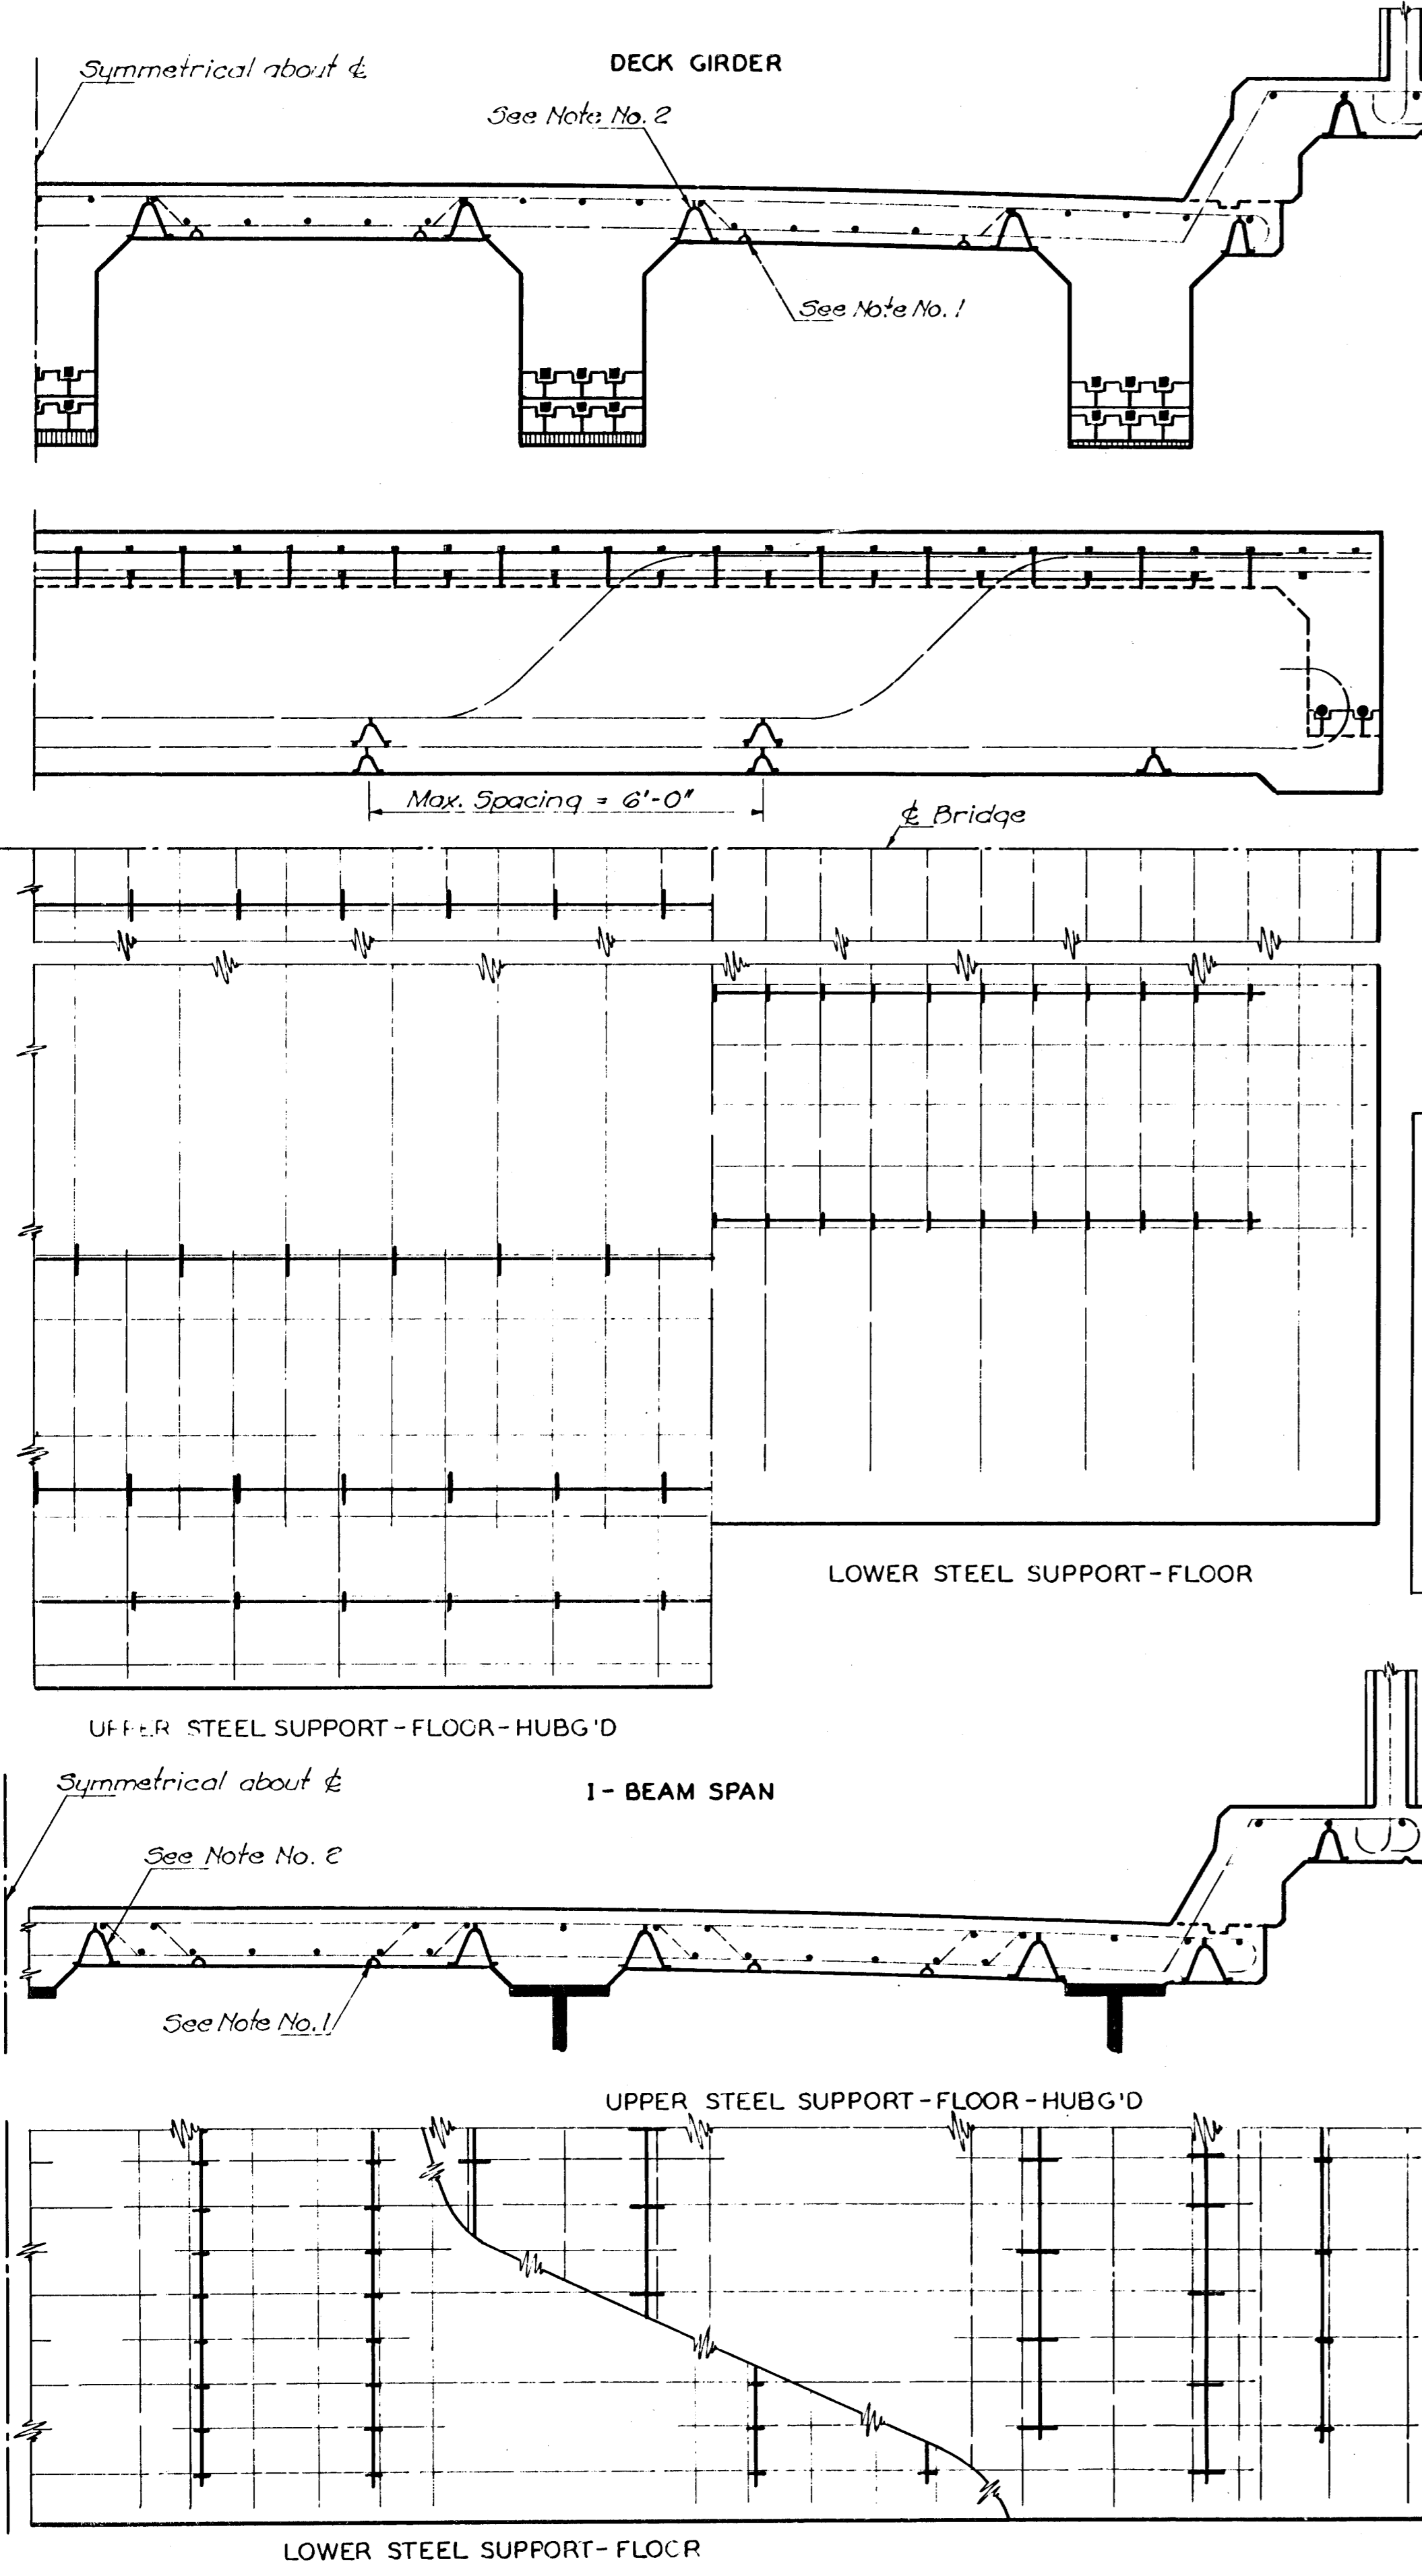 DECK GIRDER
Symmetrical about ℄
See Note No. 2
See Note No. 1
Max. Spacing = 6'-0"
℄ Bridge
LOWER STEEL SUPPORT-FLOOR
UPPER STEEL SUPPORT-FLOOR-HUBG'D
Symmetrical about ℄
I-BEAM SPAN
See Note No. 2
See Note No. 1
UPPER STEEL SUPPORT-FLOOR-HUBG'D
LOWER STEEL SUPPORT-FLOOR